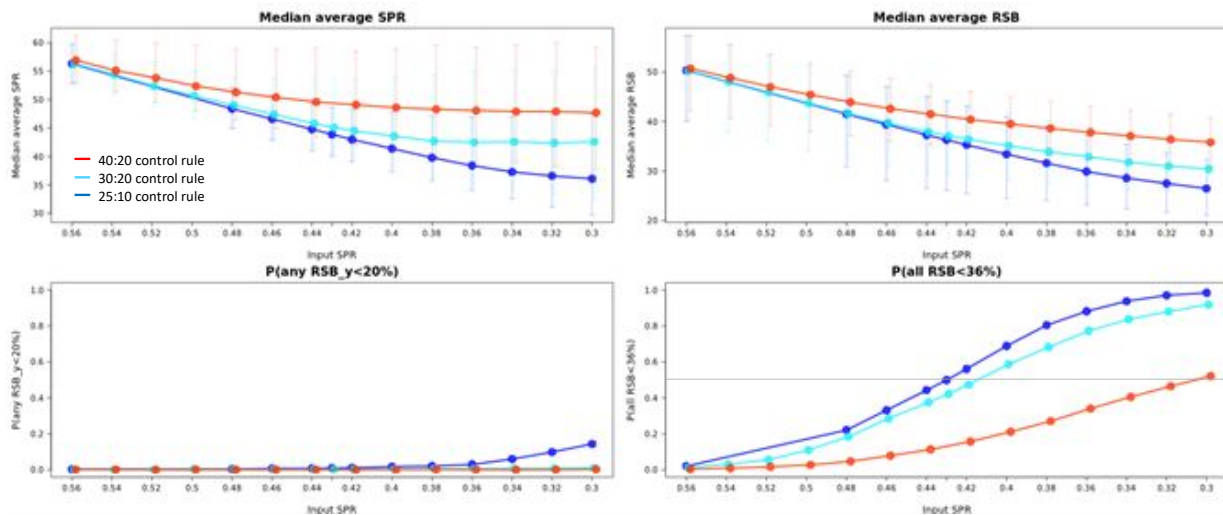 Median average SPR
Median average SPR
60
55
50
45
40
35
30
40:20 control rule
30:20 control rule
25:10 control rule
0.56 0.54 0.52 0.5 0.48 0.46 0.44 0.42 0.4 0.38 0.36 0.34 0.32 0.3
Input SPR
Median average RSB
Median average RSB
50
40
30
20
0.56 0.54 0.52 0.5 0.48 0.46 0.44 0.42 0.4 0.38 0.36 0.34 0.32 0.3
Input SPR
P(any RSB_y<20%)
P(any RSB_y<20%)
1.0
0.8
0.6
0.4
0.2
0.0
0.56 0.54 0.52 0.5 0.48 0.46 0.44 0.42 0.4 0.38 0.36 0.34 0.32 0.3
Input SPR
P(all RSB<36%)
P(all RSB<36%)
1.0
0.8
0.6
0.4
0.2
0.0
0.56 0.54 0.52 0.5 0.48 0.46 0.44 0.42 0.4 0.38 0.36 0.34 0.32 0.3
Input SPR